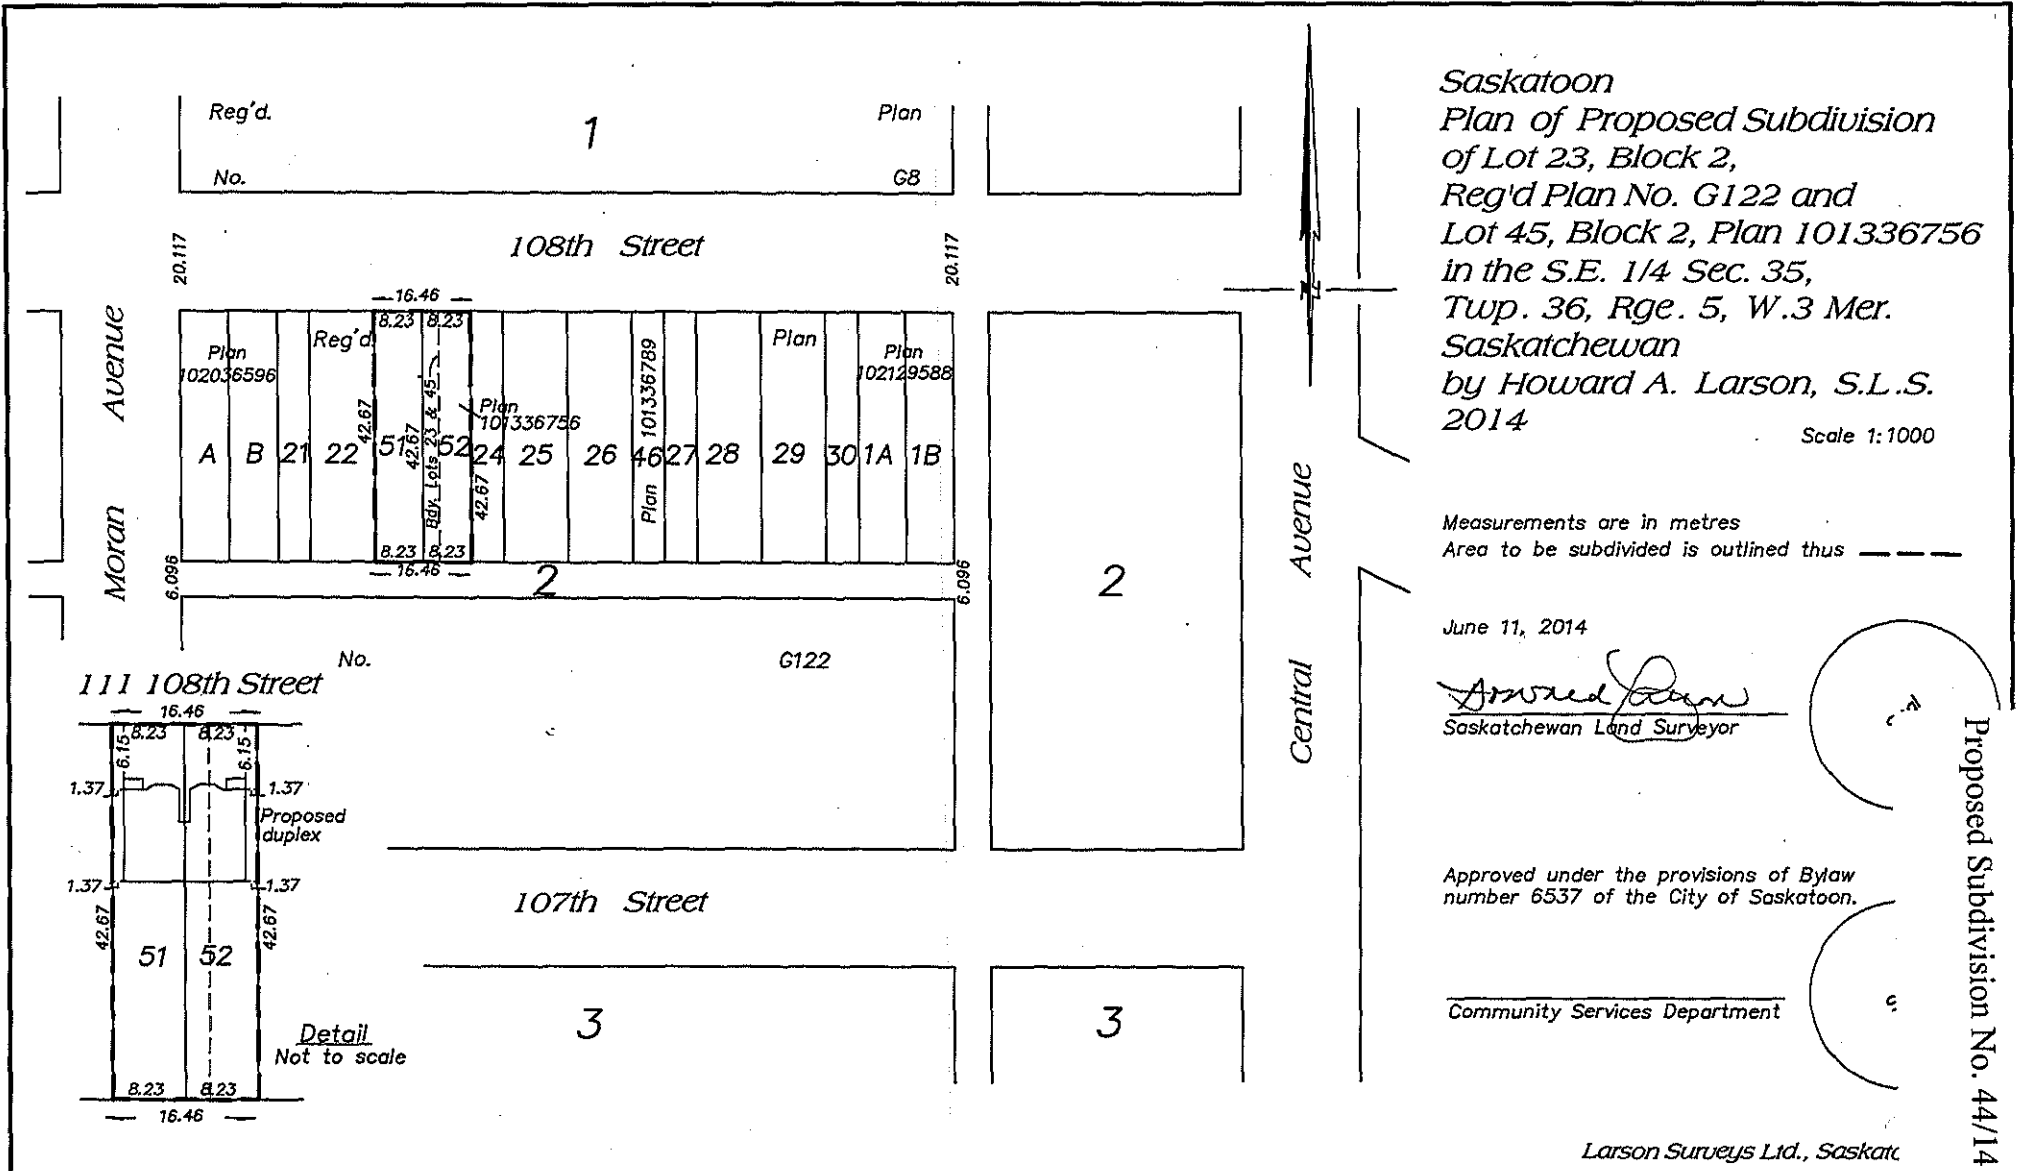 Saskatoon
Plan of Proposed Subdivision
of Lot 23, Block 2,
Reg'd Plan No. G122 and
Lot 45, Block 2, Plan 101336756
in the S.E. 1/4 Sec. 35,
Twp. 36, Rge. 5, W.3 Mer.
Saskatchewan
by Howard A. Larson, S.L.S.
2014
Scale 1:1000
Measurements are in metres
Area to be subdivided is outlined thus
June 11, 2014
Saskatchewan Land Surveyor
Approved under the provisions of Bylaw
number 6537 of the City of Saskatoon.
Community Services Department
Larson Surveys Ltd.,
Proposed Subdivision No. 44/14
Reg'd. Plan
1
No. G8
108th Street
20.117
20.117
Moran Avenue
16.46
8.23 8.23
Reg'd. Plan
Plan
102036596
Plan
102129588
Plan
101336756
Plan 101336789
Bdy. Lots 23 & 45
42.67
42.67
42.67
A B 21 22 51 52 24 25 26 46 27 28 29 30 1A 1B
8.23 8.23
16.46
6.096
6.096
2
2
No. G122
Central Avenue
107th Street
3
3
111 108th Street
16.46
8.23 8.23
6.15
6.15
1.37 1.37
Proposed
duplex
1.37 1.37
42.67
42.67
51 52
Detail
Not to scale
8.23 8.23
16.46